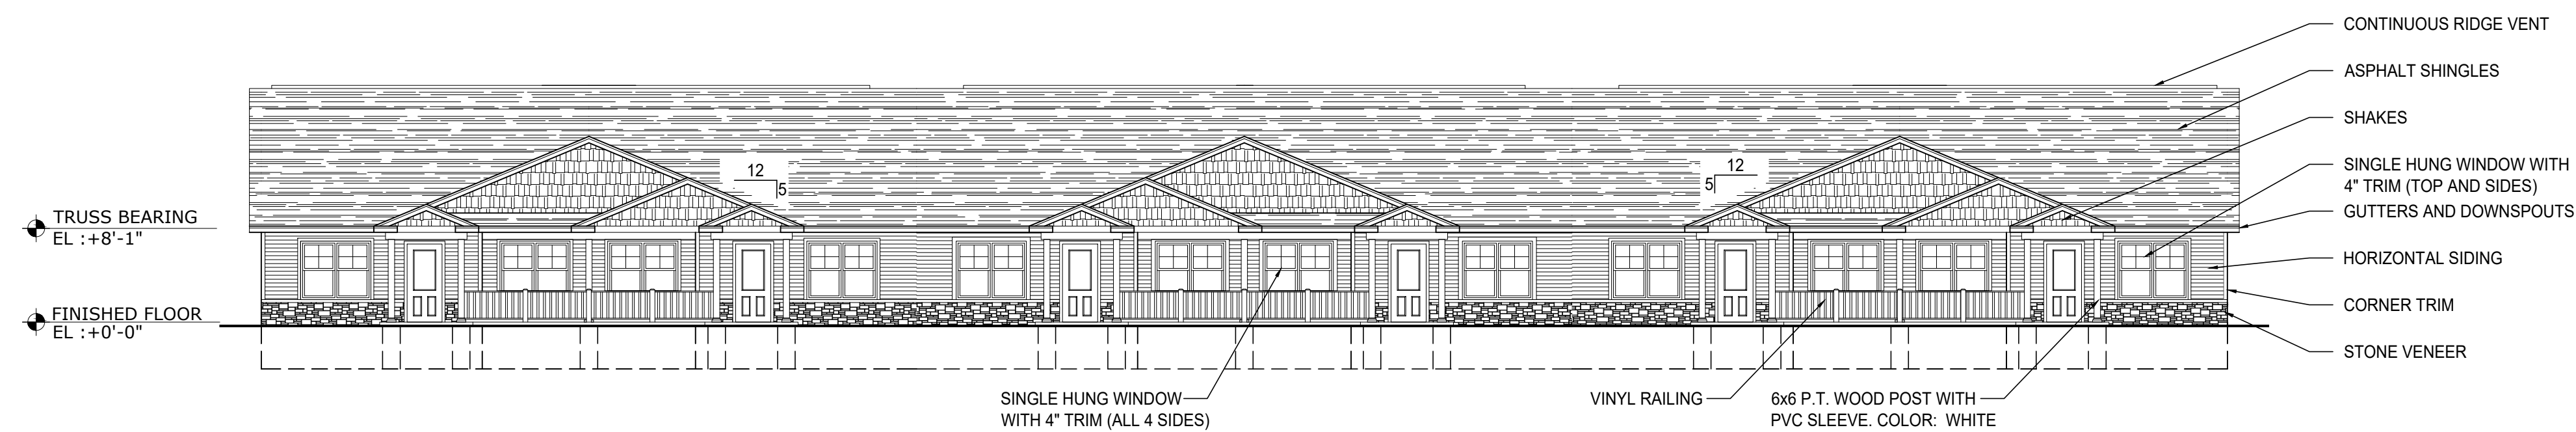 CONTINUOUS RIDGE VENT
ASPHALT SHINGLES
SHAKES
12
5
12
5
SINGLE HUNG WINDOW WITH
4" TRIM (TOP AND SIDES)
TRUSS BEARING
EL :+8'-1"
GUTTERS AND DOWNSPOUTS
HORIZONTAL SIDING
CORNER TRIM
FINISHED FLOOR
EL :+0'-0"
STONE VENEER
SINGLE HUNG WINDOW
WITH 4" TRIM (ALL 4 SIDES)
VINYL RAILING
6x6 P.T. WOOD POST WITH
PVC SLEEVE. COLOR: WHITE